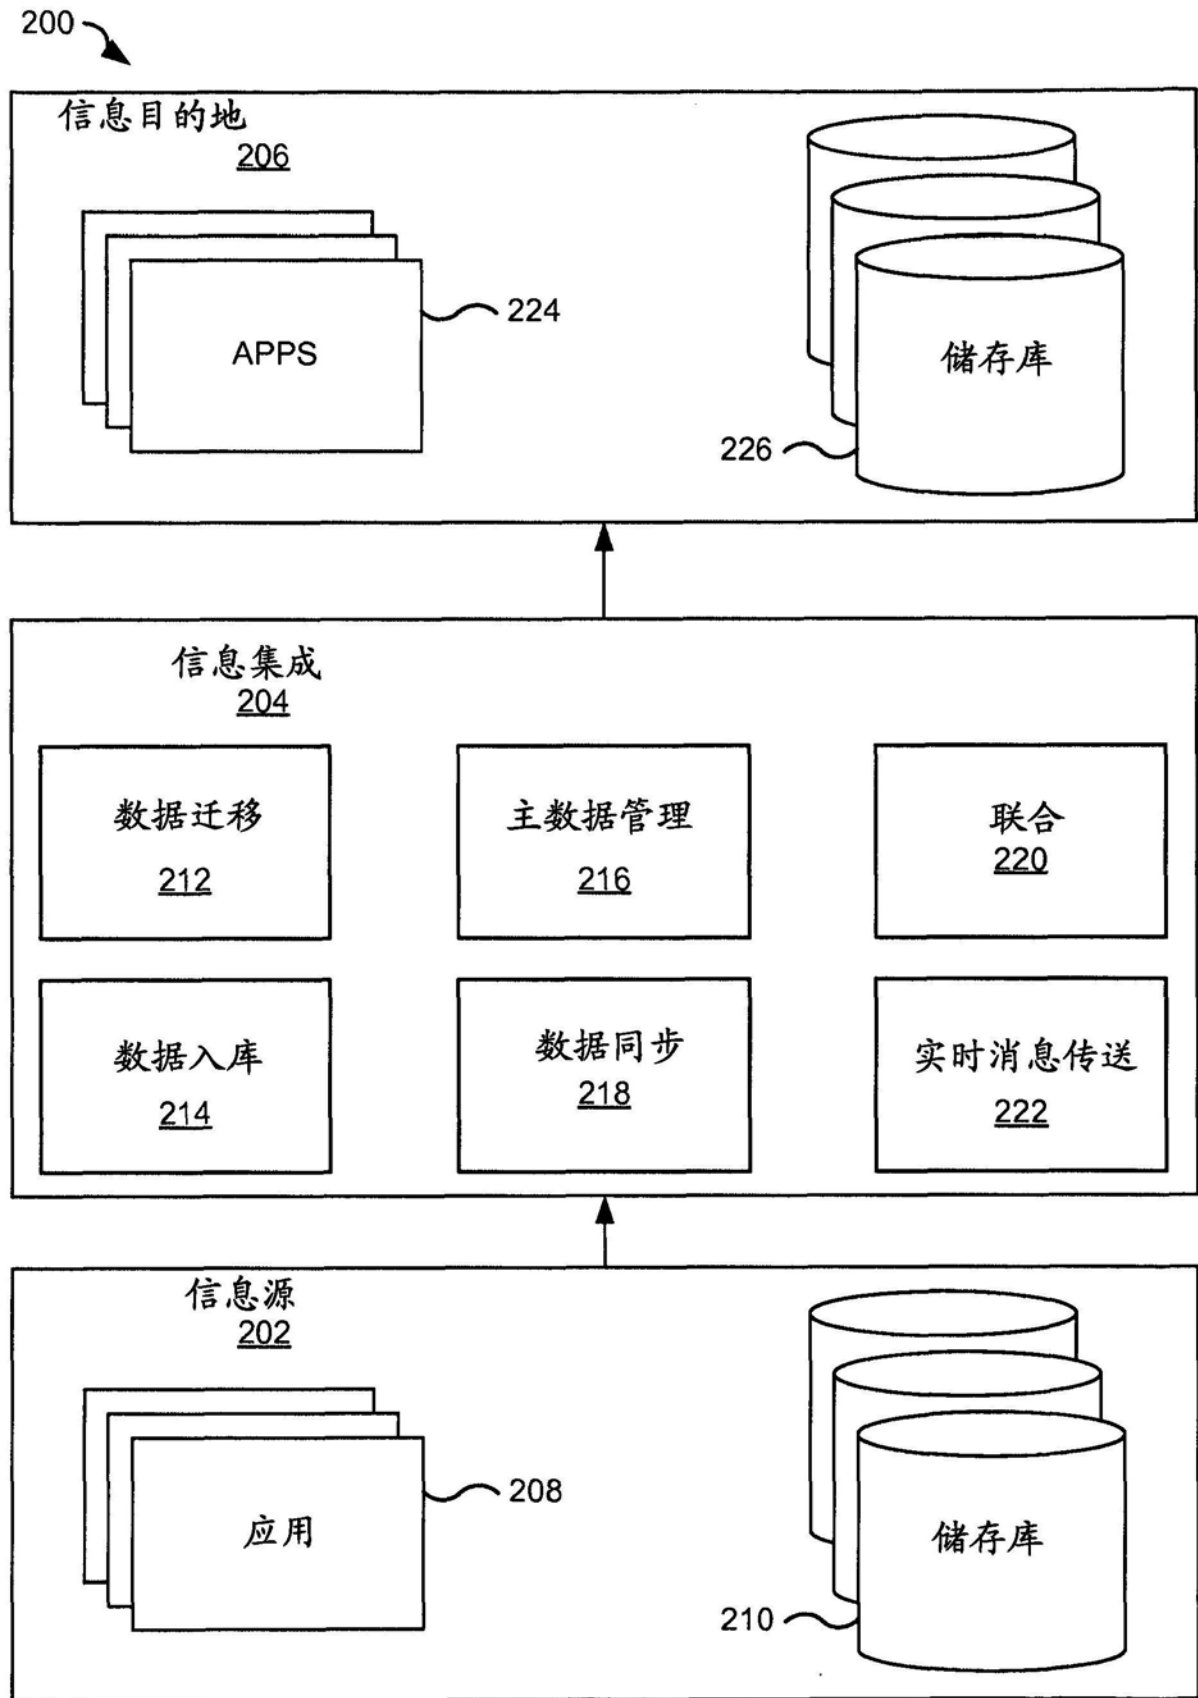 200
信息目的地
206
APPS
224
储存库
226
信息集成
204
数据迁移
212
主数据管理
216
联合
220
数据入库
214
数据同步
218
实时消息传送
222
信息源
202
应用
208
储存库
210